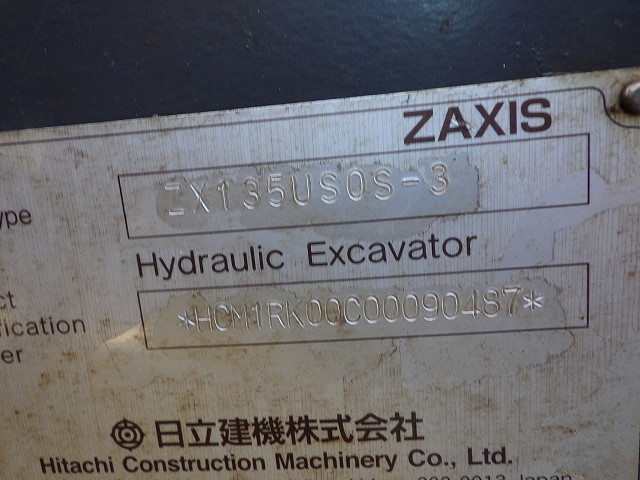 ZAXIS
ype
ZX135USOS-3
Hydraulic Excavator
ct
ification
er
*HCM1RK00C00090487*
日立建機株式会社
Hitachi Construction Machinery Co., Ltd.
Japan